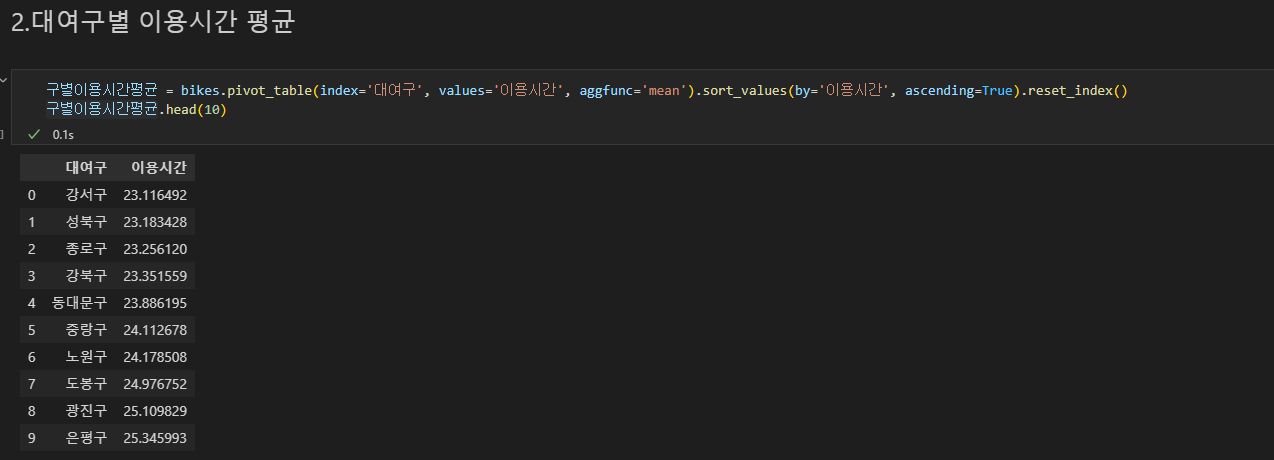 2.대여구별 이용시간 평균
구별이용시간평균 = bikes.pivot_table(index='대여구', values='이용시간', aggfunc='mean').sort_values(by='이용시간', ascending=True).reset_index()
구별이용시간평균.head(10)
✓ 0.1s
대여구 이용시간
0 강서구 23.116492
1 성북구 23.183428
2 종로구 23.256120
3 강북구 23.351559
4 동대문구 23.886195
5 중랑구 24.112678
6 노원구 24.178508
7 도봉구 24.976752
8 광진구 25.109829
9 은평구 25.345993